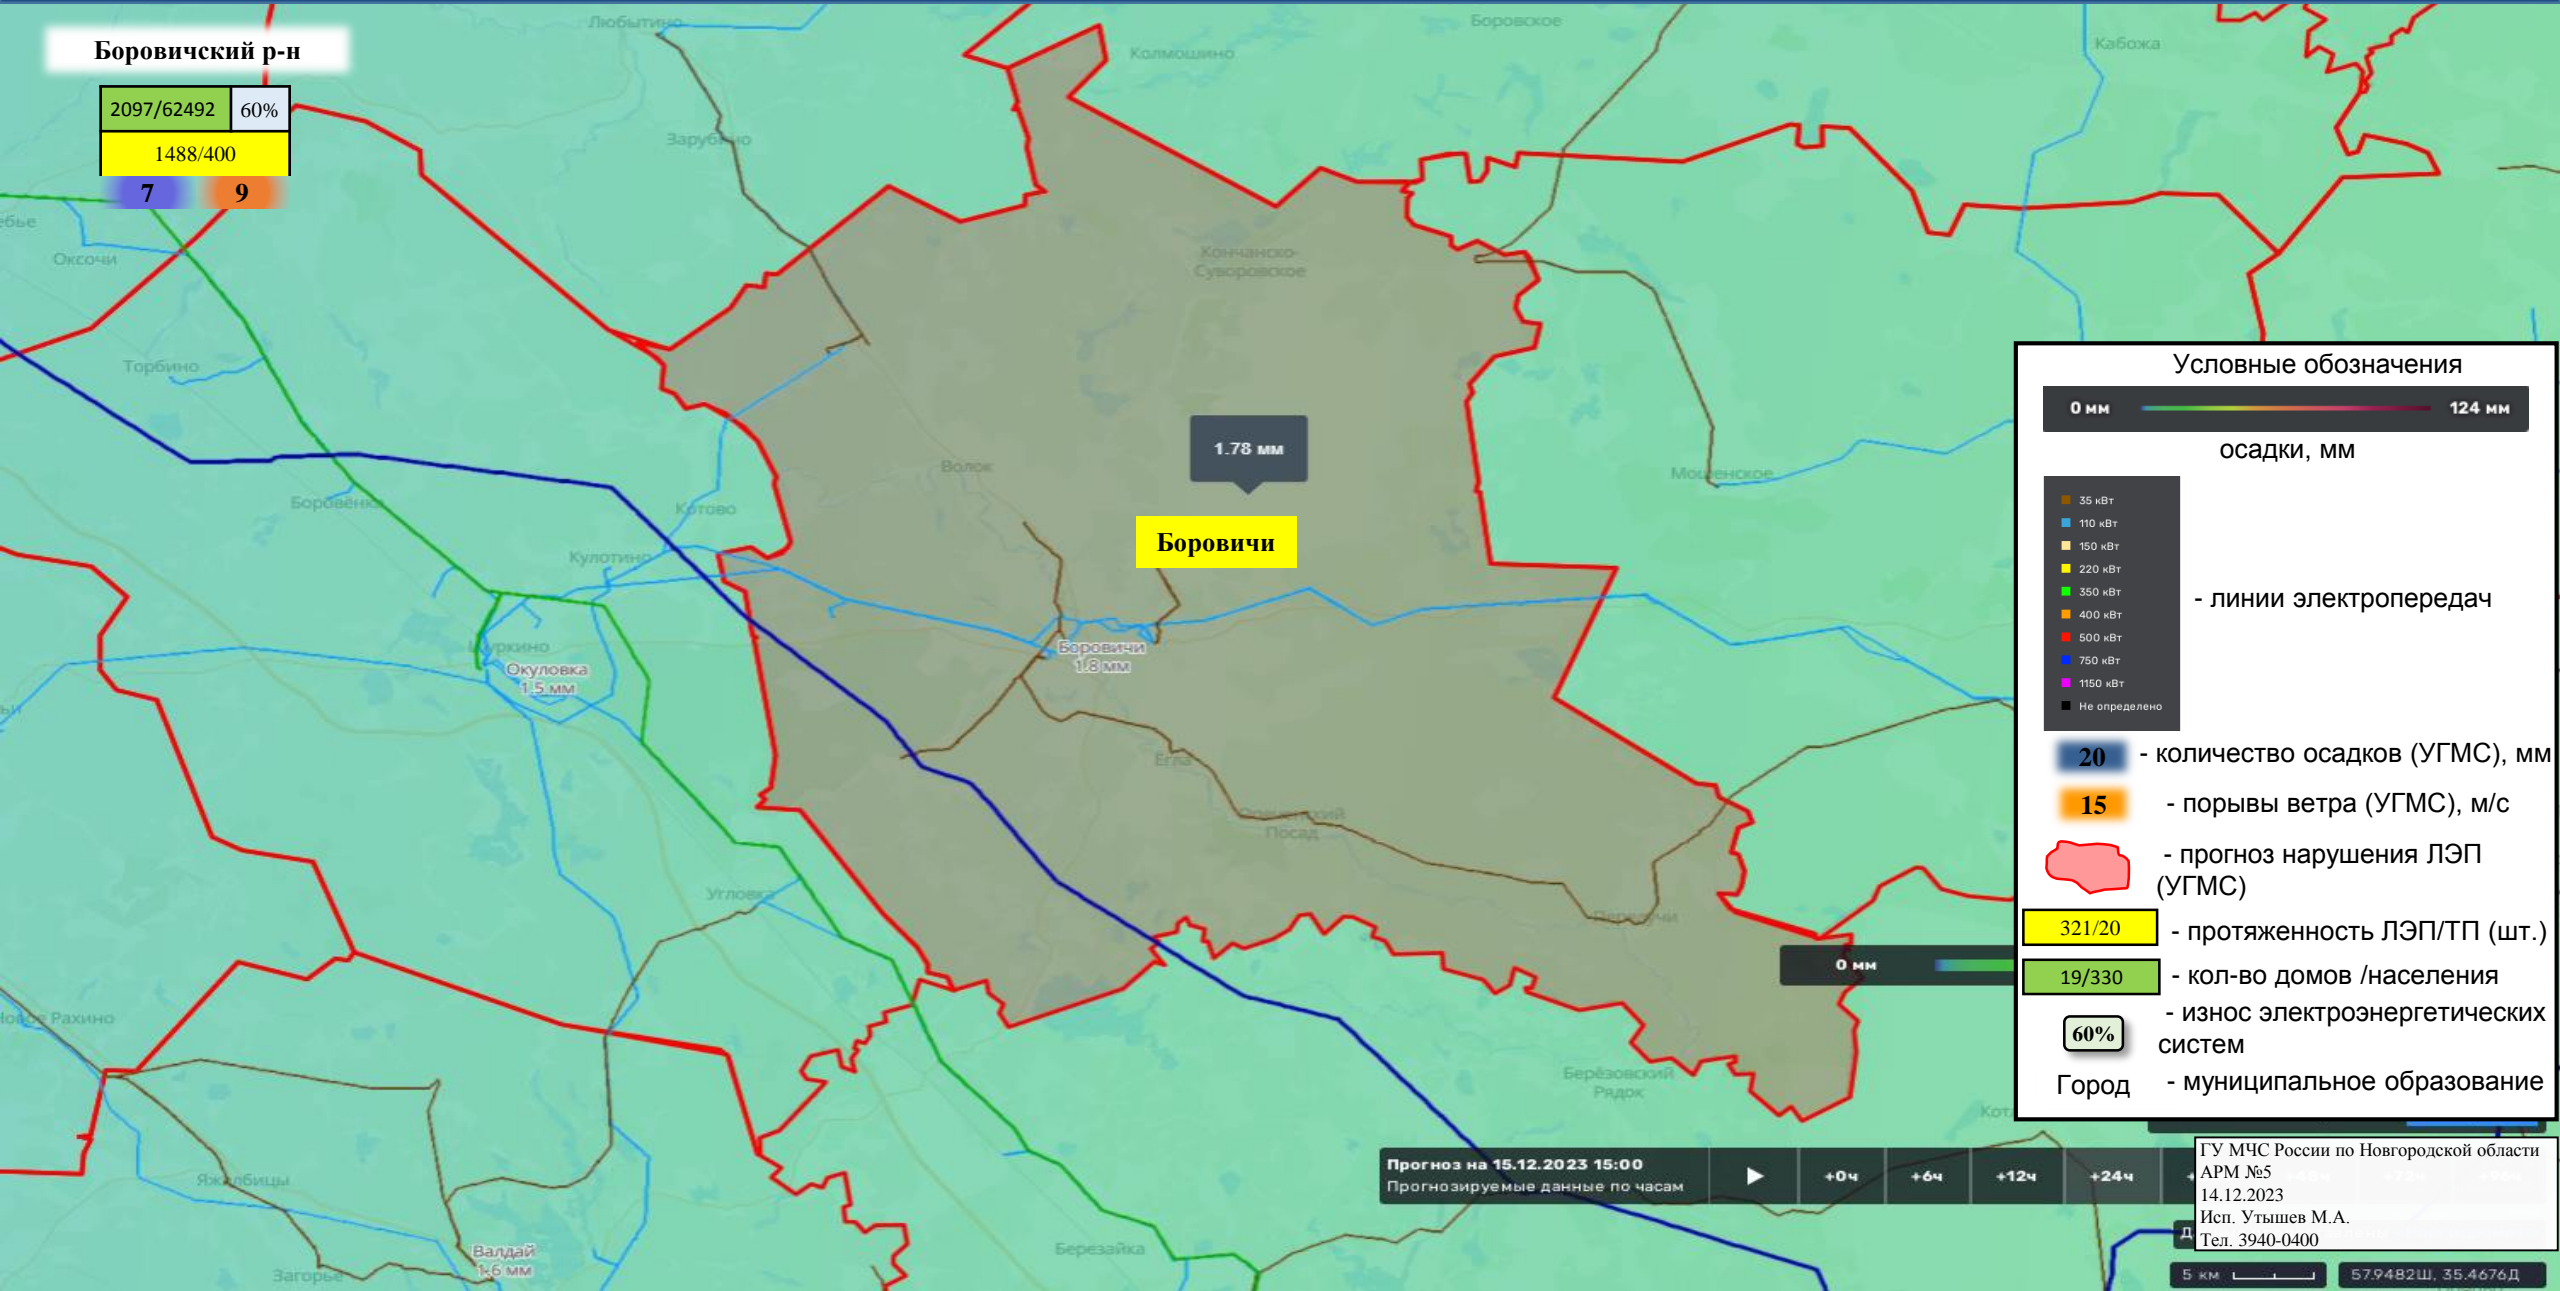 Боровичский р-н
2097/62492 60%
1488/400
7 9
Любытино
Колмошино
Боровское
Кабожа
Зарубино
Оксочи
Кончанско-
Суворовское
Торбино
1.78 мм
Волок
Мошенское
Боровёнка
Котово
Боровичи
Кулотино
Боровичи
1.8 мм
Окуловка
1.5 мм
Егла
Посад
Угловка
0 мм
Берёзовский
Рядок
Яжелбицы
Валдай
1.6 мм
Загорье
Березайка
Условные обозначения
0 мм 124 мм
осадки, мм
35 кВт
110 кВт
150 кВт
220 кВт
350 кВт
400 кВт
500 кВт
750 кВт
1150 кВт
Не определено
- линии электропередач
20 - количество осадков (УГМС), мм
15 - порывы ветра (УГМС), м/с
- прогноз нарушения ЛЭП
(УГМС)
321/20 - протяженность ЛЭП/ТП (шт.)
19/330 - кол-во домов /населения
60% - износ электроэнергетических
систем
Город - муниципальное образование
Прогноз на 15.12.2023 15:00
Прогнозируемые данные по часам
+0ч +6ч +12ч +24ч
ГУ МЧС России по Новгородской области
АРМ №5
14.12.2023
Исп. Утышев М.А.
Тел. 3940-0400
5 км
57.9482Ш, 35.4676Д